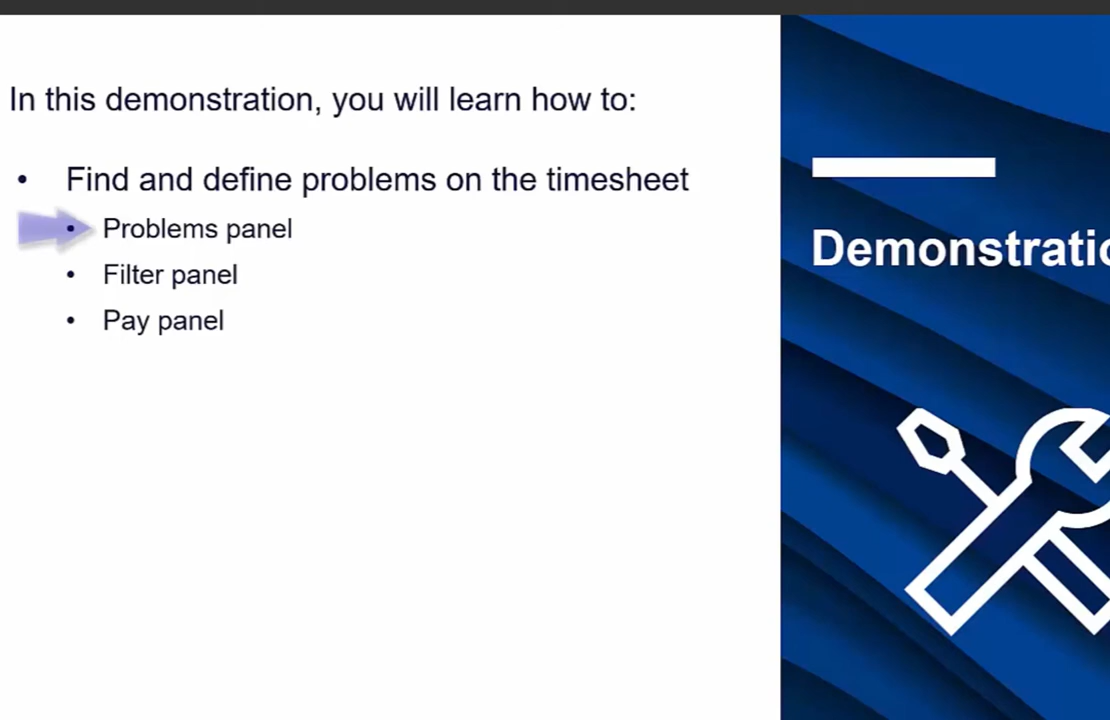 In this demonstration, you will learn how to:
• Find and define problems on the timesheet
• Problems panel
• Filter panel
• Pay panel